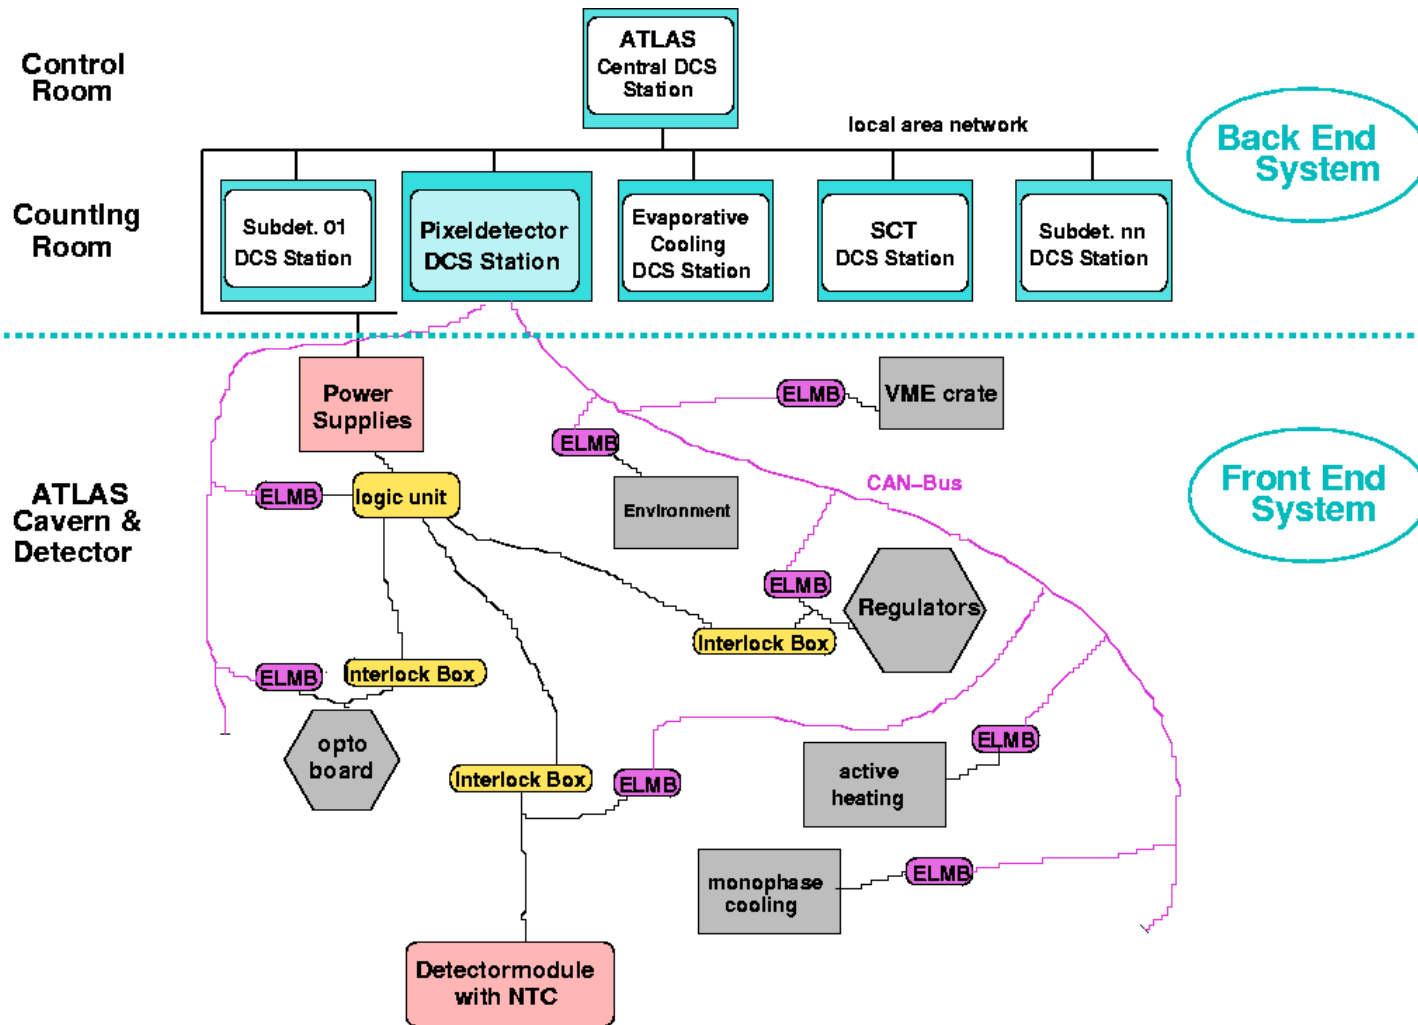 ATLAS
Central DCS
Station
Control
Room
local area network
Back End
System
Counting
Room
Subdet. 01
DCS Station
Pixeldetector
DCS Station
Evaporative
Cooling
DCS Station
SCT
DCS Station
Subdet. nn
DCS Station
Power
Supplies
ELMB
VME crate
ELMB
CAN-Bus
Front End
System
ATLAS
Cavern &
Detector
ELMB
logic unit
Environment
ELMB
Regulators
Interlock Box
ELMB
Interlock Box
opto
board
ELMB
Interlock Box
ELMB
active
heating
ELMB
monophase
cooling
Detectormodule
with NTC